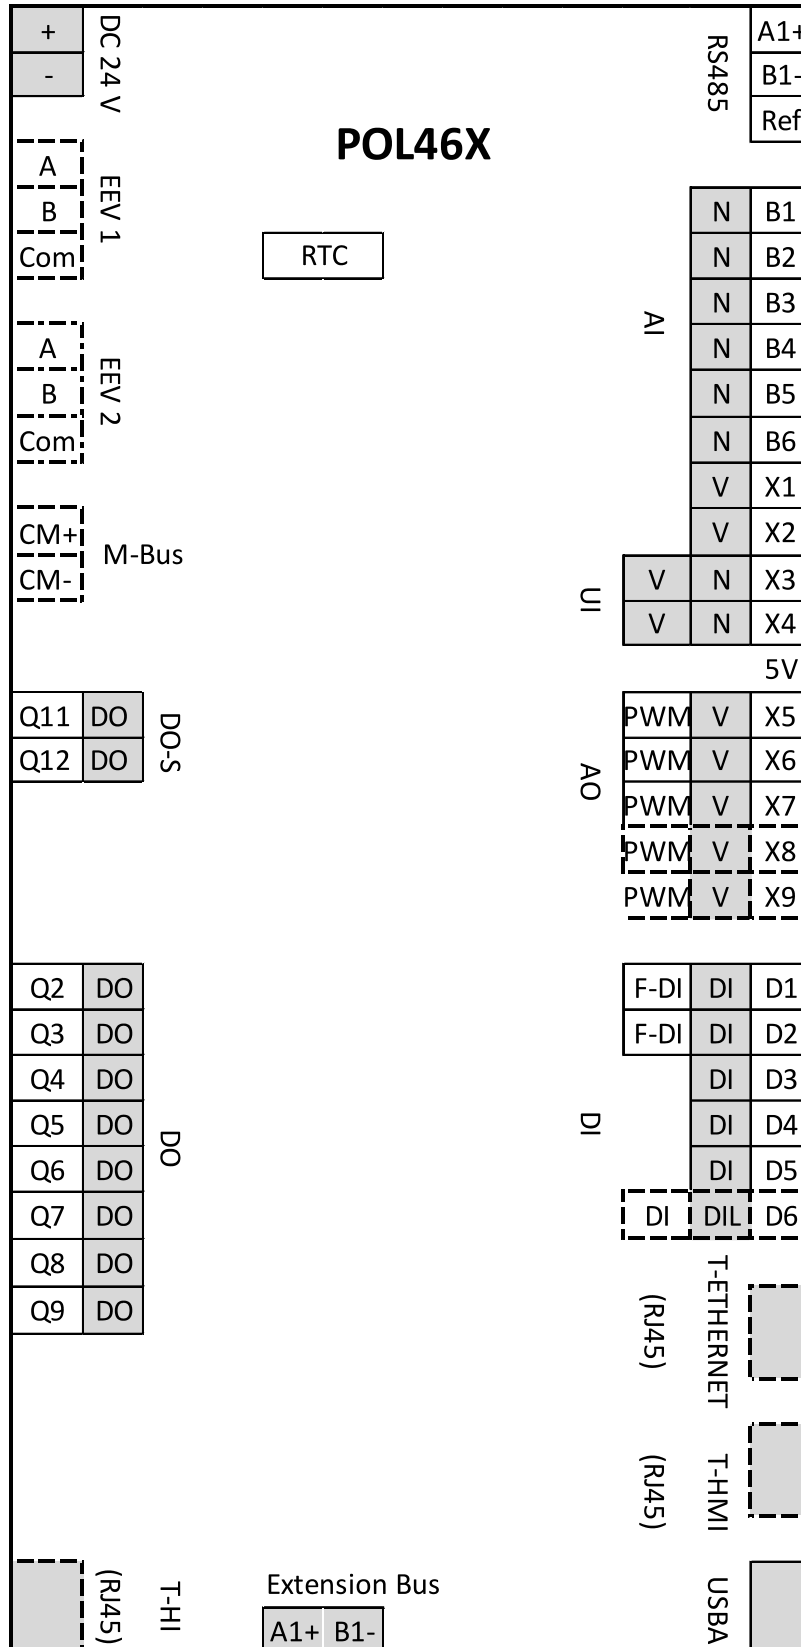 + DC 24 V RS485 A1+
- B1-
Ref
POL46X
A EEV 1
B N B1
Com RTC N B2
N B3
A EEV 2 AI N B4
B N B5
Com N B6
V X1
CM+ M-Bus V X2
CM- UI V N X3
V N X4
5V
Q11 DO DO-S PWM V X5
Q12 DO AO PWM V X6
PWM V X7
PWM V X8
PWM V X9
Q2 DO F-DI DI D1
Q3 DO F-DI DI D2
Q4 DO DI D3
Q5 DO DO DI DI D4
Q6 DO DI D5
Q7 DO DI DIL D6
Q8 DO T-ETHERNET
Q9 DO (RJ45)
T-HMI
(RJ45)
T-HI
(RJ45)
Extension Bus USBA
A1+ B1-